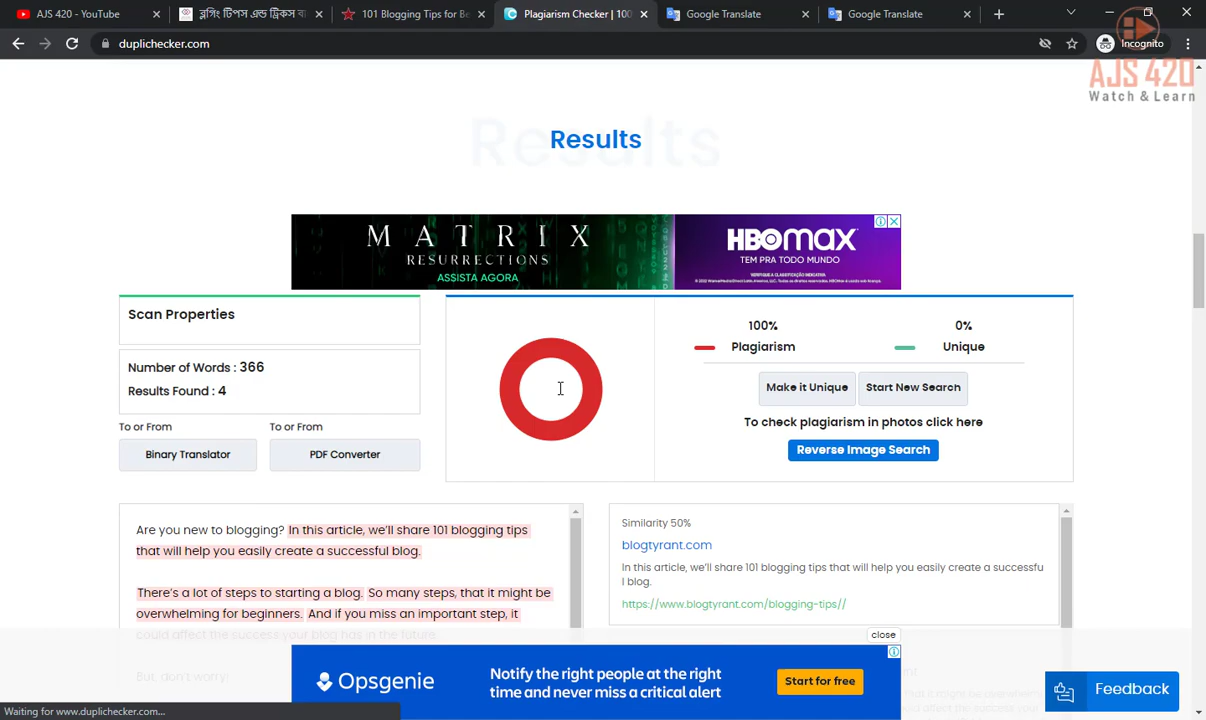 AJS 420 - YouTube
ব্লগিং টিপস এন্ড ট্রিকস বা
101 Blogging Tips for Be
Plagiarism Checker | 100
Google Translate
Google Translate
duplichecker.com
Incognito
AJS 420
Watch & Learn
Results
Results
MATRIX
RESURRECTIONS
ASSISTA AGORA
HBOMAX
TEM PRA TODO MUNDO
Scan Properties
Number of Words : 366
Results Found : 4
To or From
To or From
Binary Translator
PDF Converter
100%
0%
Plagiarism
Unique
Make it Unique
Start New Search
To check plagiarism in photos click here
Reverse Image Search
Are you new to blogging? In this article, we'll share 101 blogging tips
that will help you easily create a successful blog.
There's a lot of steps to starting a blog. So many steps, that it might be
overwhelming for beginners. And if you miss an important step, it
could affect the success your blog has in the future.
But, don't worry!
Similarity 50%
blogtyrant.com
In this article, we'll share 101 blogging tips that will help you easily create a successfu
l blog.
https://www.blogtyrant.com/blogging-tips//
close
Opsgenie
Notify the right people at the right
time and never miss a critical alert
Start for free
Feedback
Waiting for www.duplichecker.com...